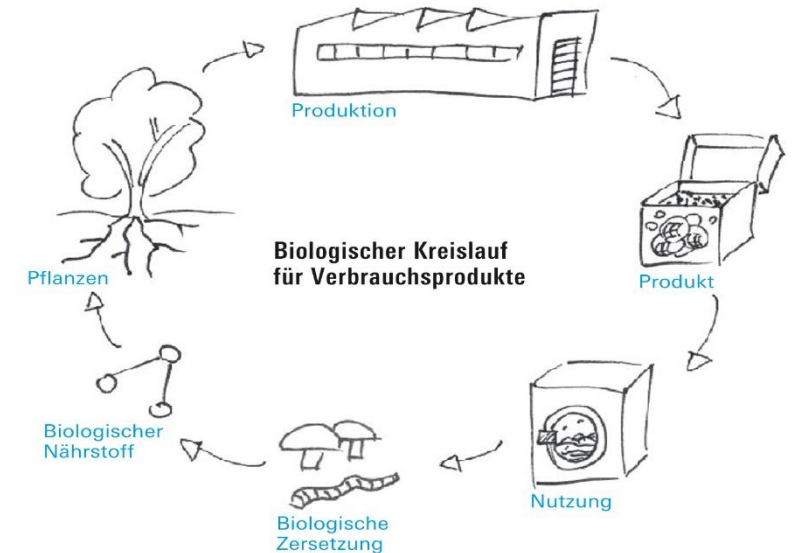 Produktion
Produkt
Nutzung
Biologische
Zersetzung
Biologischer
Nährstoff
Pflanzen
Biologischer Kreislauf
für Verbrauchsprodukte